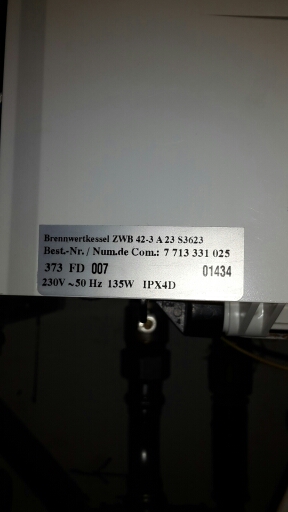 Brennwertkessel ZWB 42-3 A 23 S3623
Best.-Nr. / Num.de Com.: 7 713 331 025
373 FD 007 01434
230V ~ 50 Hz 135W IPX4D